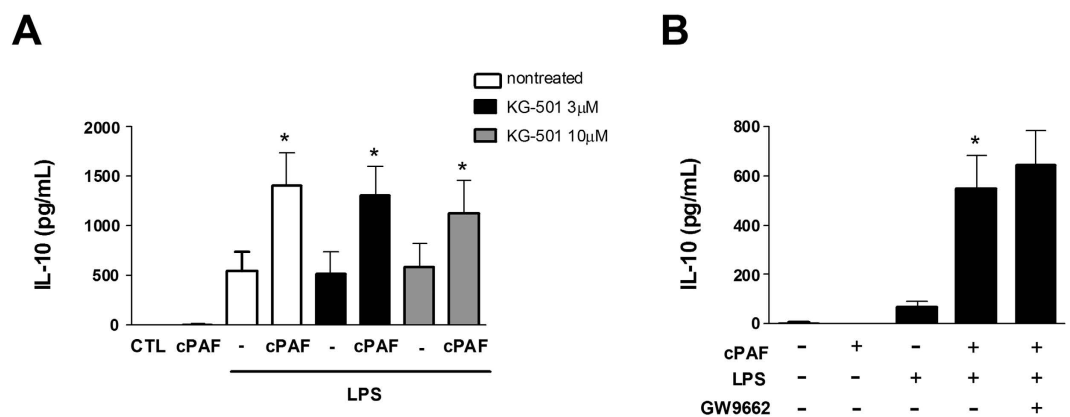 A
nontreated
KG-501 3μM
KG-501 10μM
IL-10 (pg/mL)
2000
1500
1000
500
0
* * *
CTL cPAF - cPAF - cPAF - cPAF
LPS
B
IL-10 (pg/mL)
800
600
400
200
0
*
cPAF - + - + +
LPS - - + + +
GW9662 - - - - +